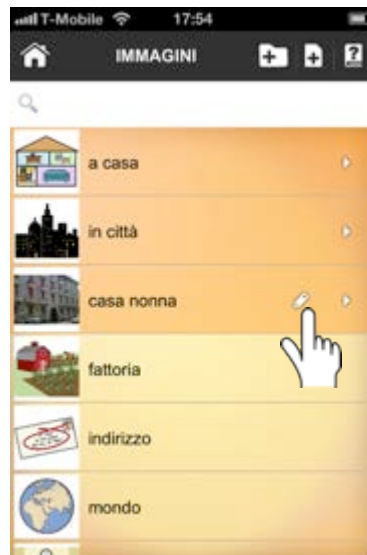 T-Mobile 17:54
IMMAGINI
a casa
in città
casa nonna
fattoria
indirizzo
mondo